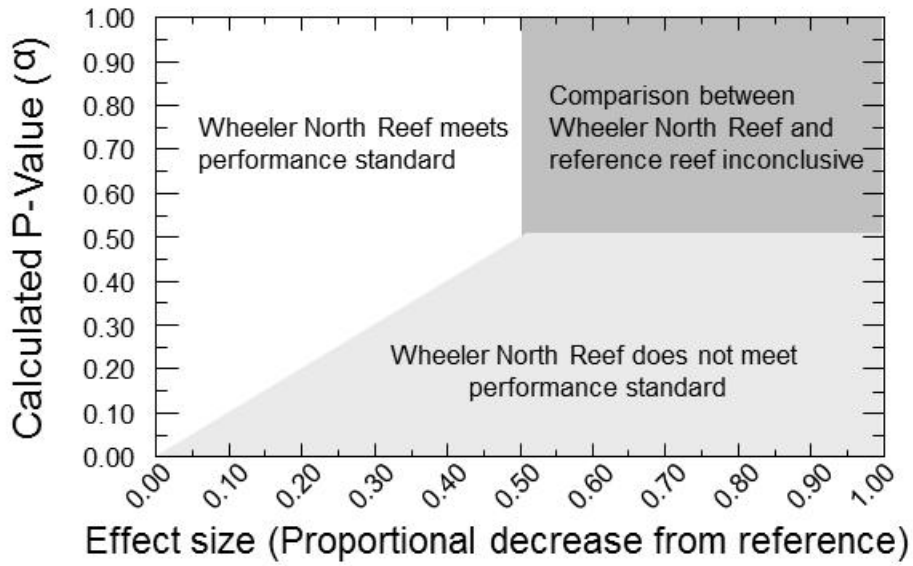 Calculated P-Value (α)
1.00
0.90
0.80
0.70
0.60
0.50
0.40
0.30
0.20
0.10
0.00
Wheeler North Reef meets
performance standard
Comparison between
Wheeler North Reef and
reference reef inconclusive
Wheeler North Reef does not meet
performance standard
0.00 0.10 0.20 0.30 0.40 0.50 0.60 0.70 0.80 0.90 1.00
Effect size (Proportional decrease from reference)